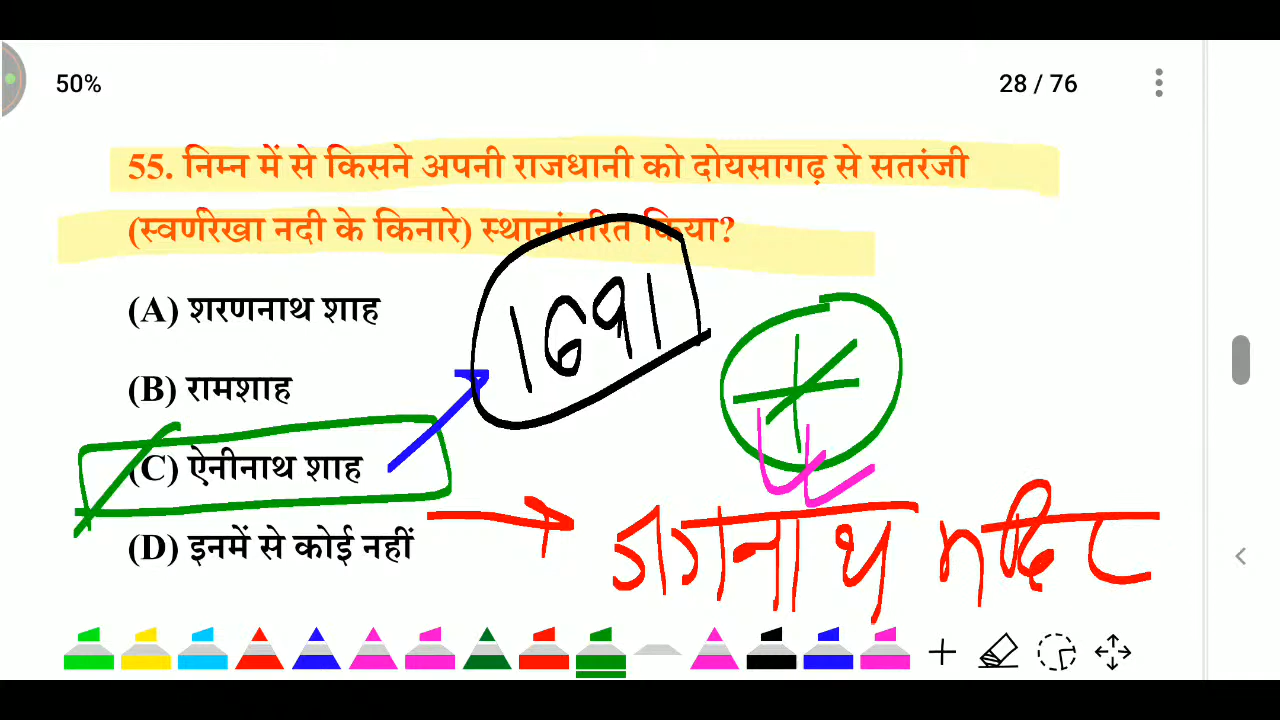 50%
28 / 76
55. निम्न में से किसने अपनी राजधानी को दोयसागढ़ से सतरंजी
(स्वर्णरेखा नदी के किनारे) स्थानांतरित किया?
(A) शरणनाथ शाह
1691
(B) रामशाह
(C) ऐनीनाथ शाह
(D) इनमें से कोई नहीं
जगनाथ मंदिर